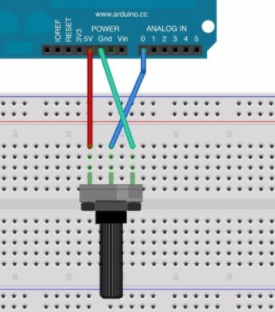 www.arduino.cc
POWER
ANALOG IN
IOREF
RESET
3V3
5V Gnd Vin
0 1 2 3 4 5